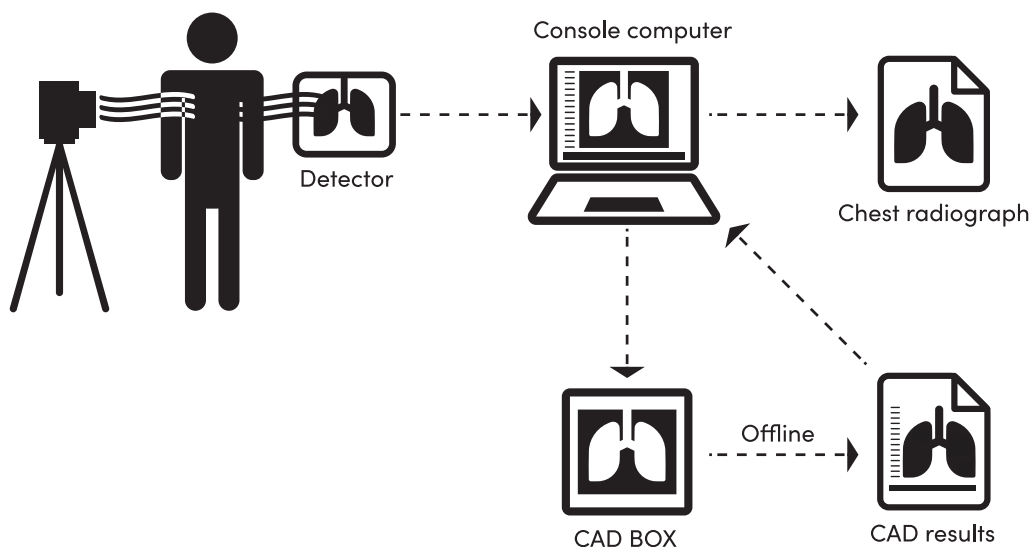 Console computer
Detector
Chest radiograph
Offline
CAD BOX
CAD results